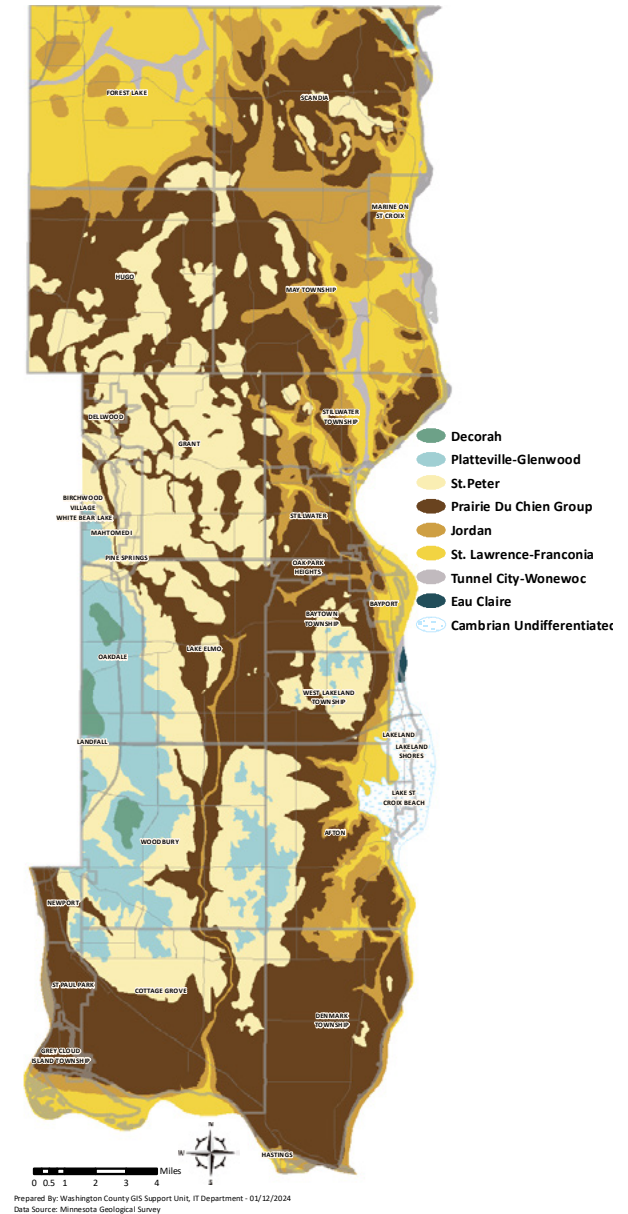 FOREST LAKE
SCANDIA
MARINE ON
ST CROIX
HUGO
MAY TOWNSHIP
DELLWOOD
STILLWATER
TOWNSHIP
GRANT
BIRCHWOOD
VILLAGE
WHITE BEAR LAKE
MAHTOMEDI
STILLWATER
PINE SPRINGS
OAK PARK
HEIGHTS
BAYPORT
BAYTOWN
TOWNSHIP
OAKDALE
LAKE ELMO
WEST LAKELAND
TOWNSHIP
LANDFALL
LAKELAND
LAKELAND
SHORES
LAKE ST
CROIX BEACH
AFTON
WOODBURY
NEWPORT
ST PAUL PARK
COTTAGE GROVE
DENMARK
TOWNSHIP
GREY CLOUD
ISLAND TOWNSHIP
HASTINGS
Decorah
Platteville-Glenwood
St.Peter
Prairie Du Chien Group
Jordan
St. Lawrence-Franconia
Tunnel City-Wonewoc
Eau Claire
Cambrian Undifferentiated
N
W E
S
Miles
0 0.5 1 2 3 4
Prepared By: Washington County GIS Support Unit, IT Department - 01/12/2024
Data Source: Minnesota Geological Survey